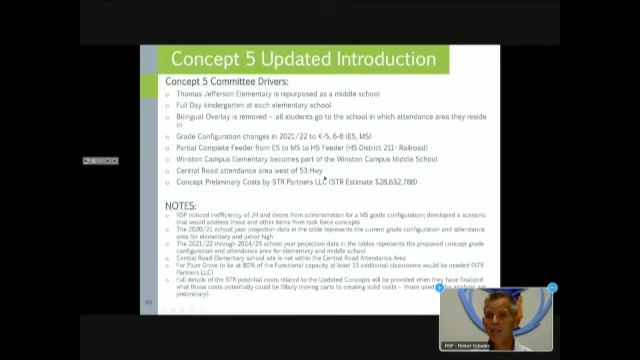 Concept 5 Updated Introduction
Concept 5 Committee Drivers:
Thomas Jefferson Elementary is repurposed as a middle school
Full Day kindergarten at each elementary school
Bilingual Overlay is removed – all students go to the school in which attendance area they reside
in
Grade Configuration changes in 2021/22 to K-5, 6-8 (ES, MS)
Partial Complete Feeder from ES to MS to HS Feeder (HS District 211- Railroad)
Winston Campus Elementary becomes part of the Winston Campus Middle School
Central Road attendance area west of 53 Hwy
Concept Preliminary Costs by STR Partners LLC (STR Estimate $28,632,788)
NOTES:
RSP noticed inefficiency of JH and desire from administration for a MS grade configuration; developed a scenario
that would address those and other items from task force concepts
The 2020/21 school year projection data in the table represents the current grade configuration and attendance
area for elementary and junior high
The 2021/22 through 2024/25 school year projection data in the tables represents the proposed concept grade
configuration and attendance area for elementary and middle school
Central Road Elementary school site is not within the Central Road Attendance Area
For Plum Grove to be at 80% of the Functional capacity at least 13 additional classrooms would be needed (STR
Partners LLC)
Full details of the STR potential costs related to the Updated Concepts will be provided when they have finalized
what those costs potentially could be (Many moving parts to creating solid costs – those used
preliminary)
RSP - Robert